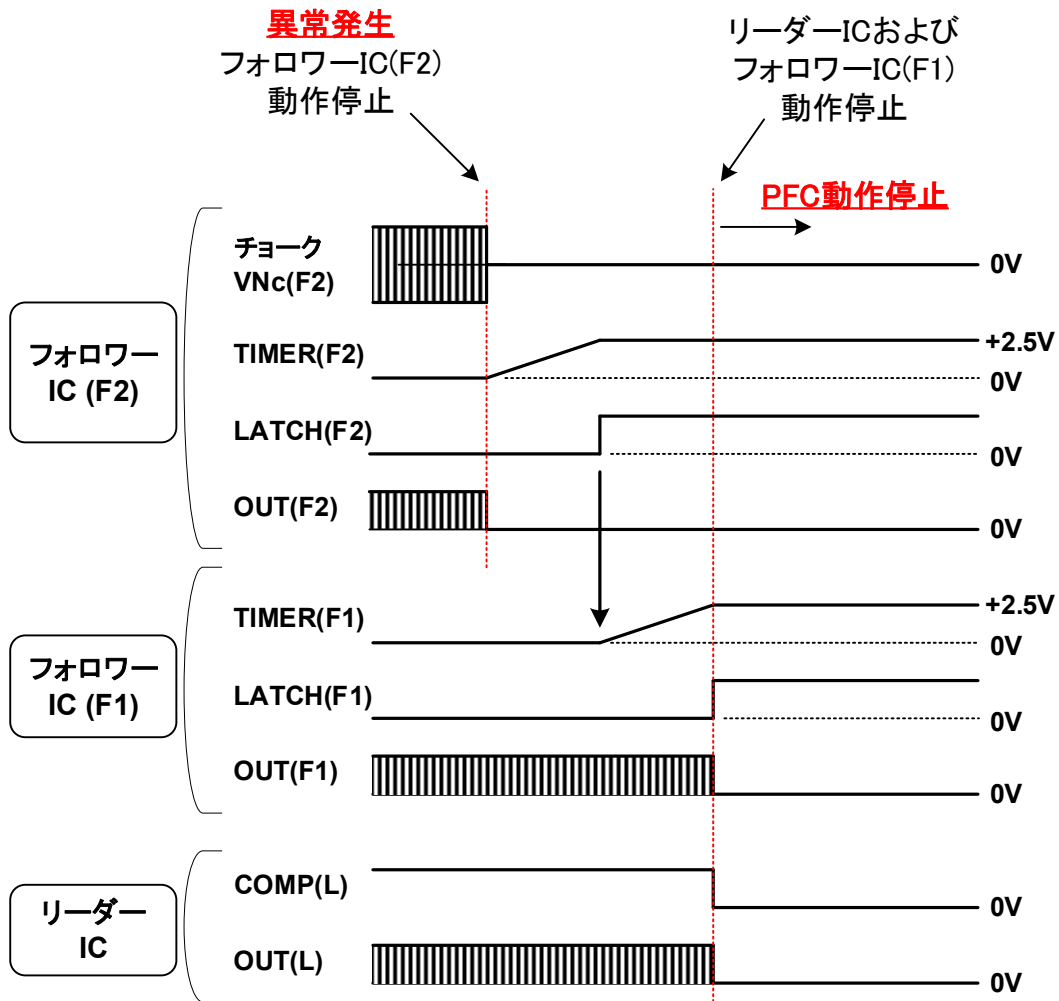 異常発生
フォロワーIC(F2)
動作停止
リーダーICおよび
フォロワーIC(F1)
動作停止
PFC動作停止
フォロワー
IC (F2)
チョーク
VNc(F2)
0V
TIMER(F2)
+2.5V
0V
LATCH(F2)
0V
OUT(F2)
0V
フォロワー
IC (F1)
TIMER(F1)
+2.5V
0V
LATCH(F1)
0V
OUT(F1)
0V
リーダー
IC
COMP(L)
0V
OUT(L)
0V